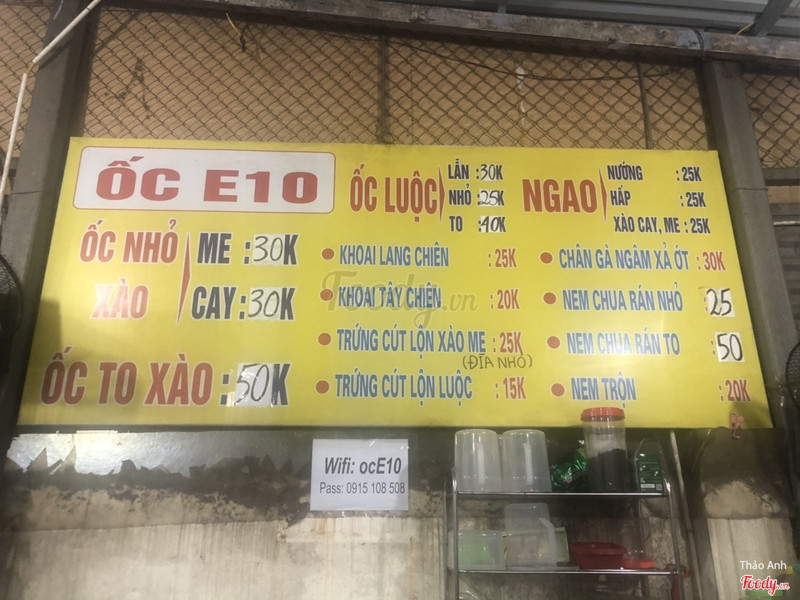 ỐC E10
ỐC LUỘC
LẪN :30K
NHỎ :25K
TO :40K
NGAO
NƯỚNG :25K
HẤP :25K
XÀO CAY, ME :25K
ỐC NHỎ XÀO
ME :30K
CAY:30K
ỐC TO XÀO :50K
• KHOAI LANG CHIÊN :25K
• KHOAI TÂY CHIÊN :20K
• TRỨNG CÚT LỘN XÀO ME :25K
(ĐĨA NHỎ)
• TRỨNG CÚT LỘN LUỘC :15K
• CHÂN GÀ NGÂM XẢ ỚT :30K
• NEM CHUA RÁN NHỎ 25
• NEM CHUA RÁN TO :50
• NEM TRỘN :20K
Wifi: ocE10
Pass: 0915 108 508
Foody.vn
Thảo Anh
Foody.vn